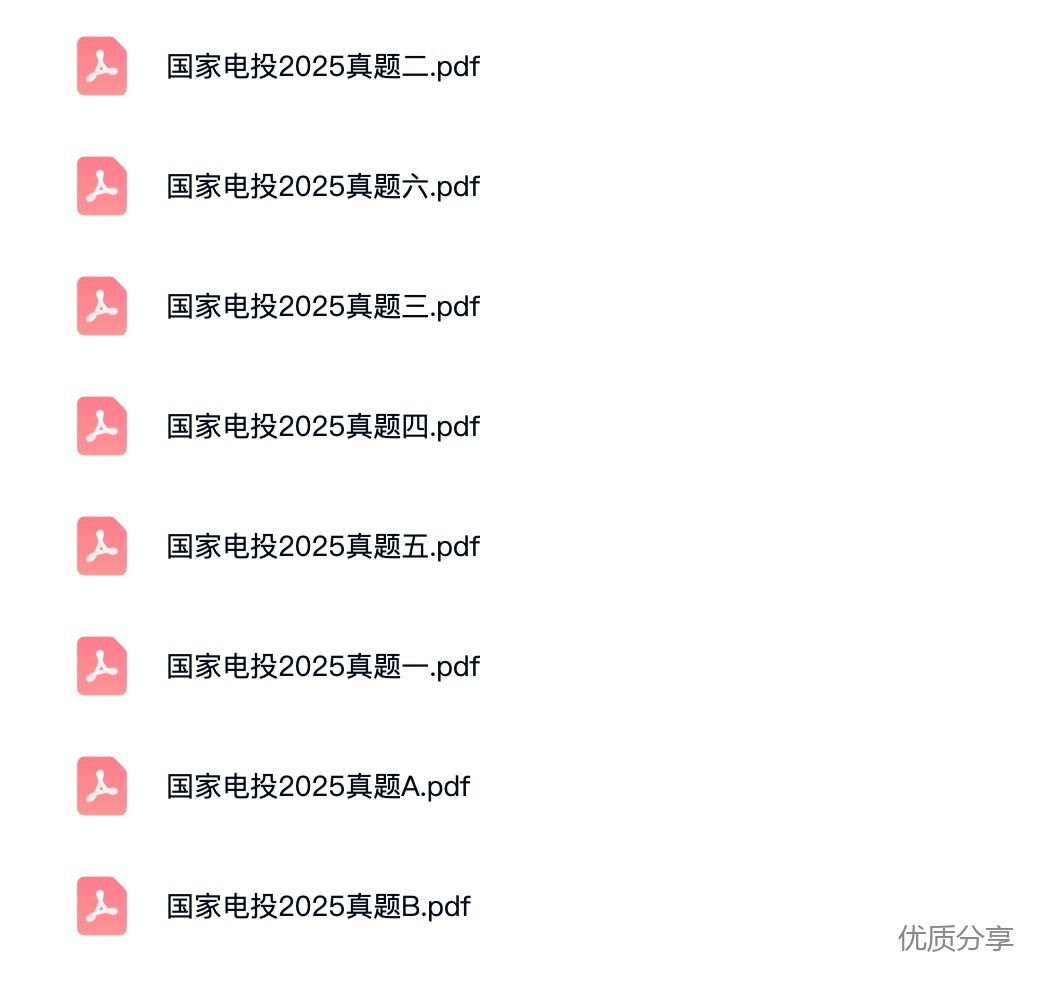 国家电投2025真题二.pdf
国家电投2025真题六.pdf
国家电投2025真题三.pdf
国家电投2025真题四.pdf
国家电投2025真题五.pdf
国家电投2025真题一.pdf
国家电投2025真题A.pdf
国家电投2025真题B.pdf
优质分享